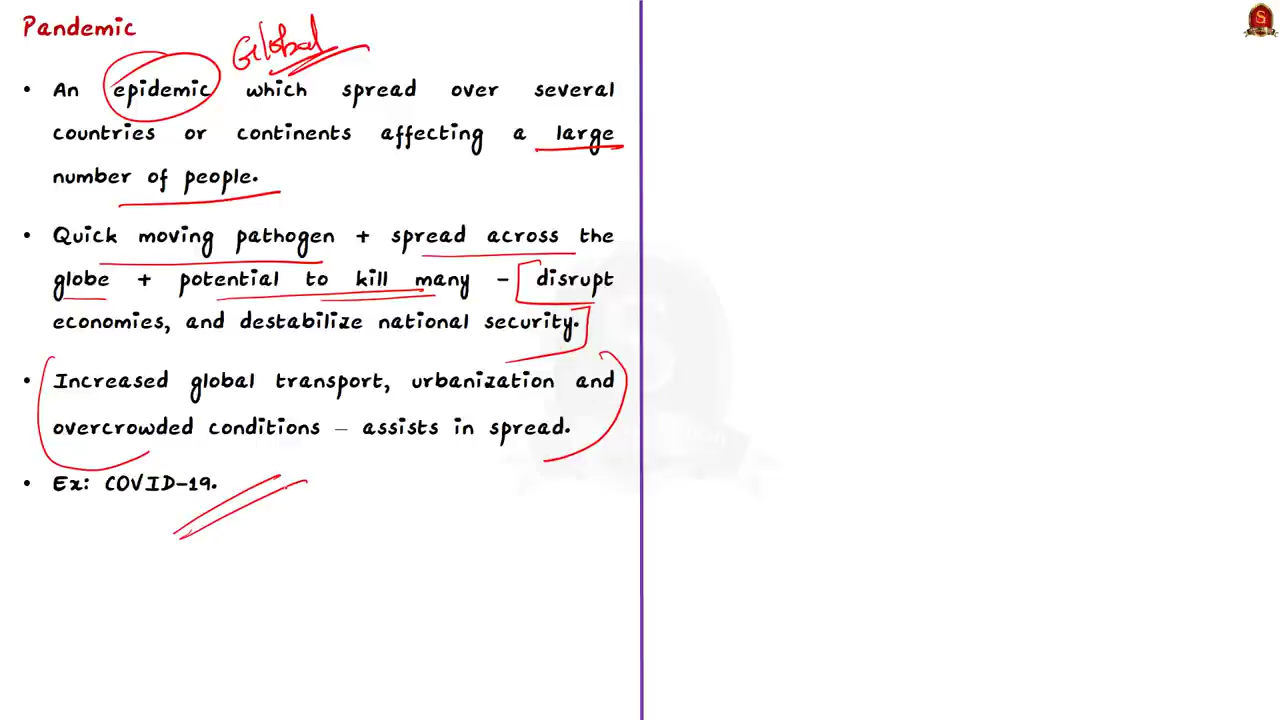 Pandemic
Global
• An epidemic which spread over several
countries or continents affecting a large
number of people.
• Quick moving pathogen + spread across the
globe + potential to kill many - disrupt
economies, and destabilize national security.
• Increased global transport, urbanization and
overcrowded conditions – assists in spread.
• Ex: COVID-19.
S